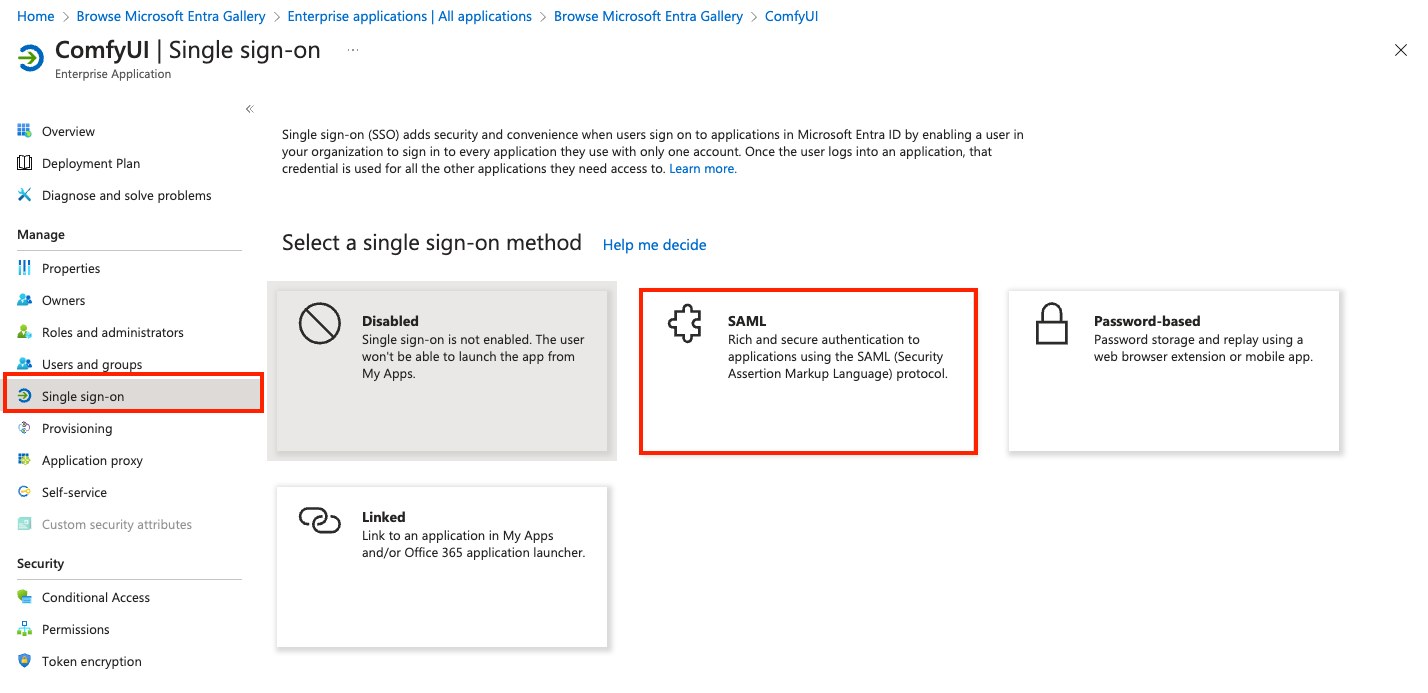 Home > Browse Microsoft Entra Gallery > Enterprise applications | All applications > Browse Microsoft Entra Gallery > ComfyUI
ComfyUI | Single sign-on ...
Enterprise Application
Overview
Deployment Plan
Diagnose and solve problems
Manage
Properties
Owners
Roles and administrators
Users and groups
Single sign-on
Provisioning
Application proxy
Self-service
Custom security attributes
Security
Conditional Access
Permissions
Token encryption
Single sign-on (SSO) adds security and convenience when users sign on to applications in Microsoft Entra ID by enabling a user in
your organization to sign in to every application they use with only one account. Once the user logs into an application, that
credential is used for all the other applications they need access to. Learn more.
Select a single sign-on method Help me decide
Disabled
Single sign-on is not enabled. The user
won't be able to launch the app from
My Apps.
SAML
Rich and secure authentication to
applications using the SAML (Security
Assertion Markup Language) protocol.
Password-based
Password storage and replay using a
web browser extension or mobile app.
Linked
Link to an application in My Apps
and/or Office 365 application launcher.